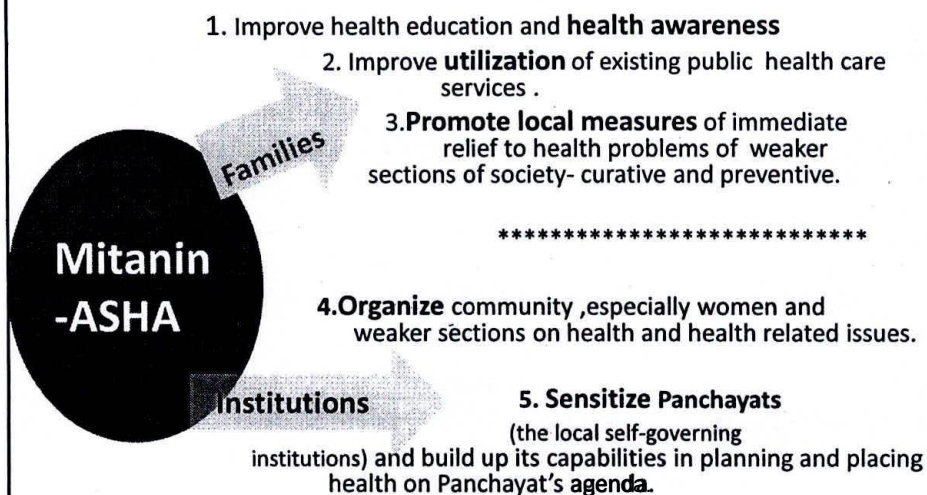 1. Improve health education and health awareness
2. Improve utilization of existing public health care
services .
3.Promote local measures of immediate
relief to health problems of weaker
sections of society- curative and preventive.
Families
****************************
Mitanin
-ASHA
4.Organize community ,especially women and
weaker sections on health and health related issues.
Institutions
5. Sensitize Panchayats
(the local self-governing
institutions) and build up its capabilities in planning and placing
health on Panchayat's agenda.